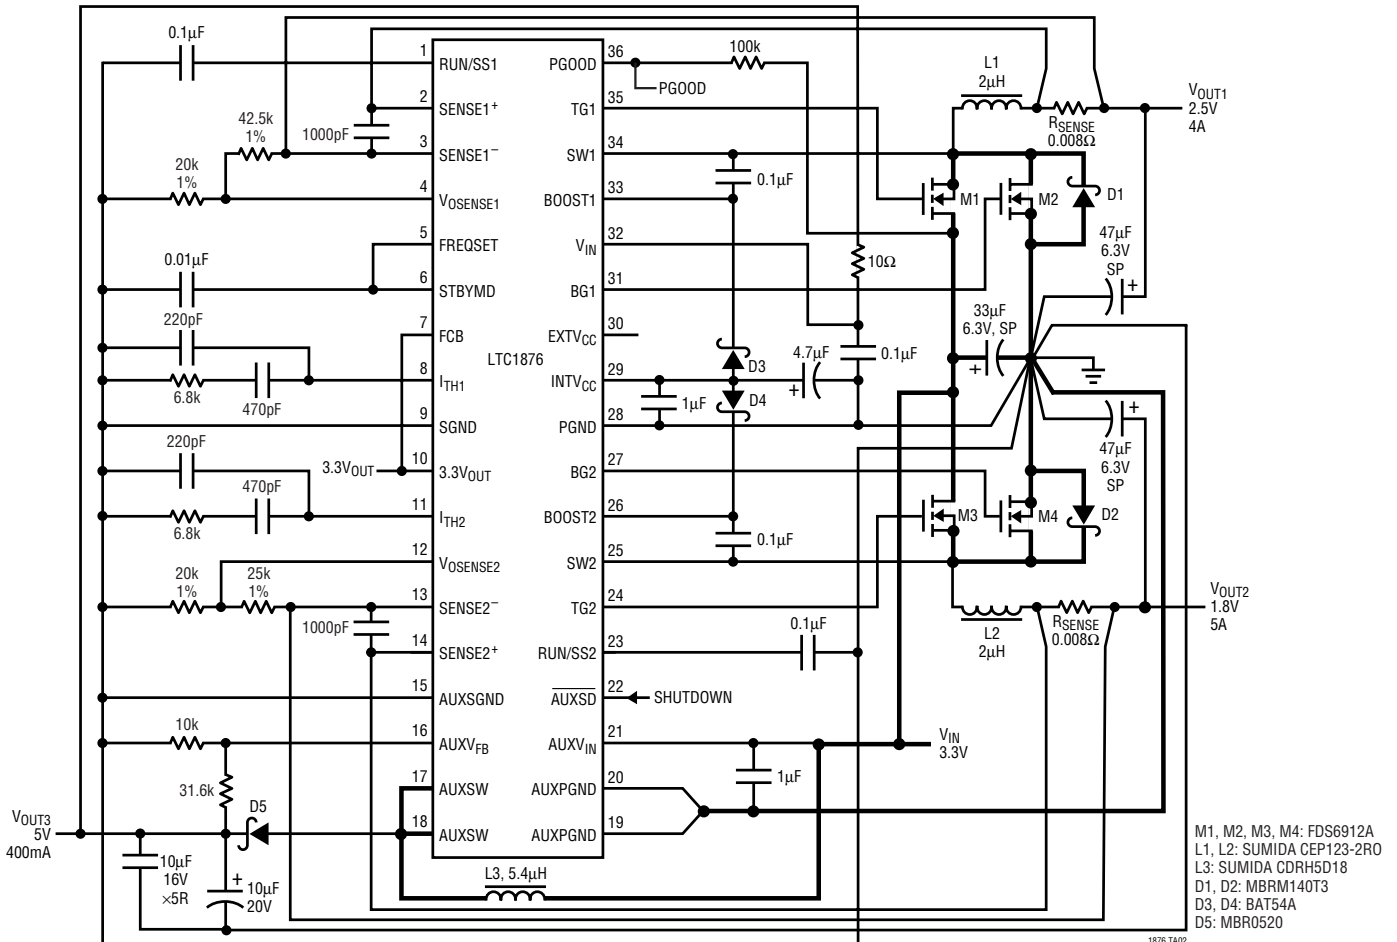 0.1µF
1
RUN/SS1
2
SENSE1+
1000pF
42.5k
1%
3
SENSE1−
20k
1%
4
VOSENSE1
5
FREQSET
0.01µF
6
STBYMD
220pF
7
FCB
8
ITH1
6.8k
470pF
9
SGND
220pF
3.3VOUT
10
3.3VOUT
470pF
11
ITH2
6.8k
12
VOSENSE2
20k
1%
25k
1%
13
SENSE2−
1000pF
14
SENSE2+
15
AUXSGND
10k
16
AUXVFB
31.6k
17
AUXSW
D5
18
AUXSW
VOUT3
5V
400mA
10µF
16V
×5R
10µF
20V
L3, 5.4µH
LTC1876
36
PGOOD
100k
PGOOD
35
TG1
34
SW1
0.1µF
33
BOOST1
32
VIN
10Ω
31
BG1
30
EXTVCC
D3
4.7µF
0.1µF
29
INTVCC
D4
1µF
28
PGND
27
BG2
26
BOOST2
0.1µF
25
SW2
24
TG2
0.1µF
23
RUN/SS2
22
AUXSD
SHUTDOWN
21
AUXVIN
1µF
20
AUXPGND
19
AUXPGND
L1
2µH
RSENSE
0.008Ω
VOUT1
2.5V
4A
M1
M2
D1
47µF
6.3V
SP
33µF
6.3V, SP
47µF
6.3V
SP
M3
M4
D2
L2
2µH
RSENSE
0.008Ω
VOUT2
1.8V
5A
VIN
3.3V
M1, M2, M3, M4: FDS6912A
L1, L2: SUMIDA CEP123-2RO
L3: SUMIDA CDRH5D18
D1, D2: MBRM140T3
D3, D4: BAT54A
D5: MBR0520
1876 TA02